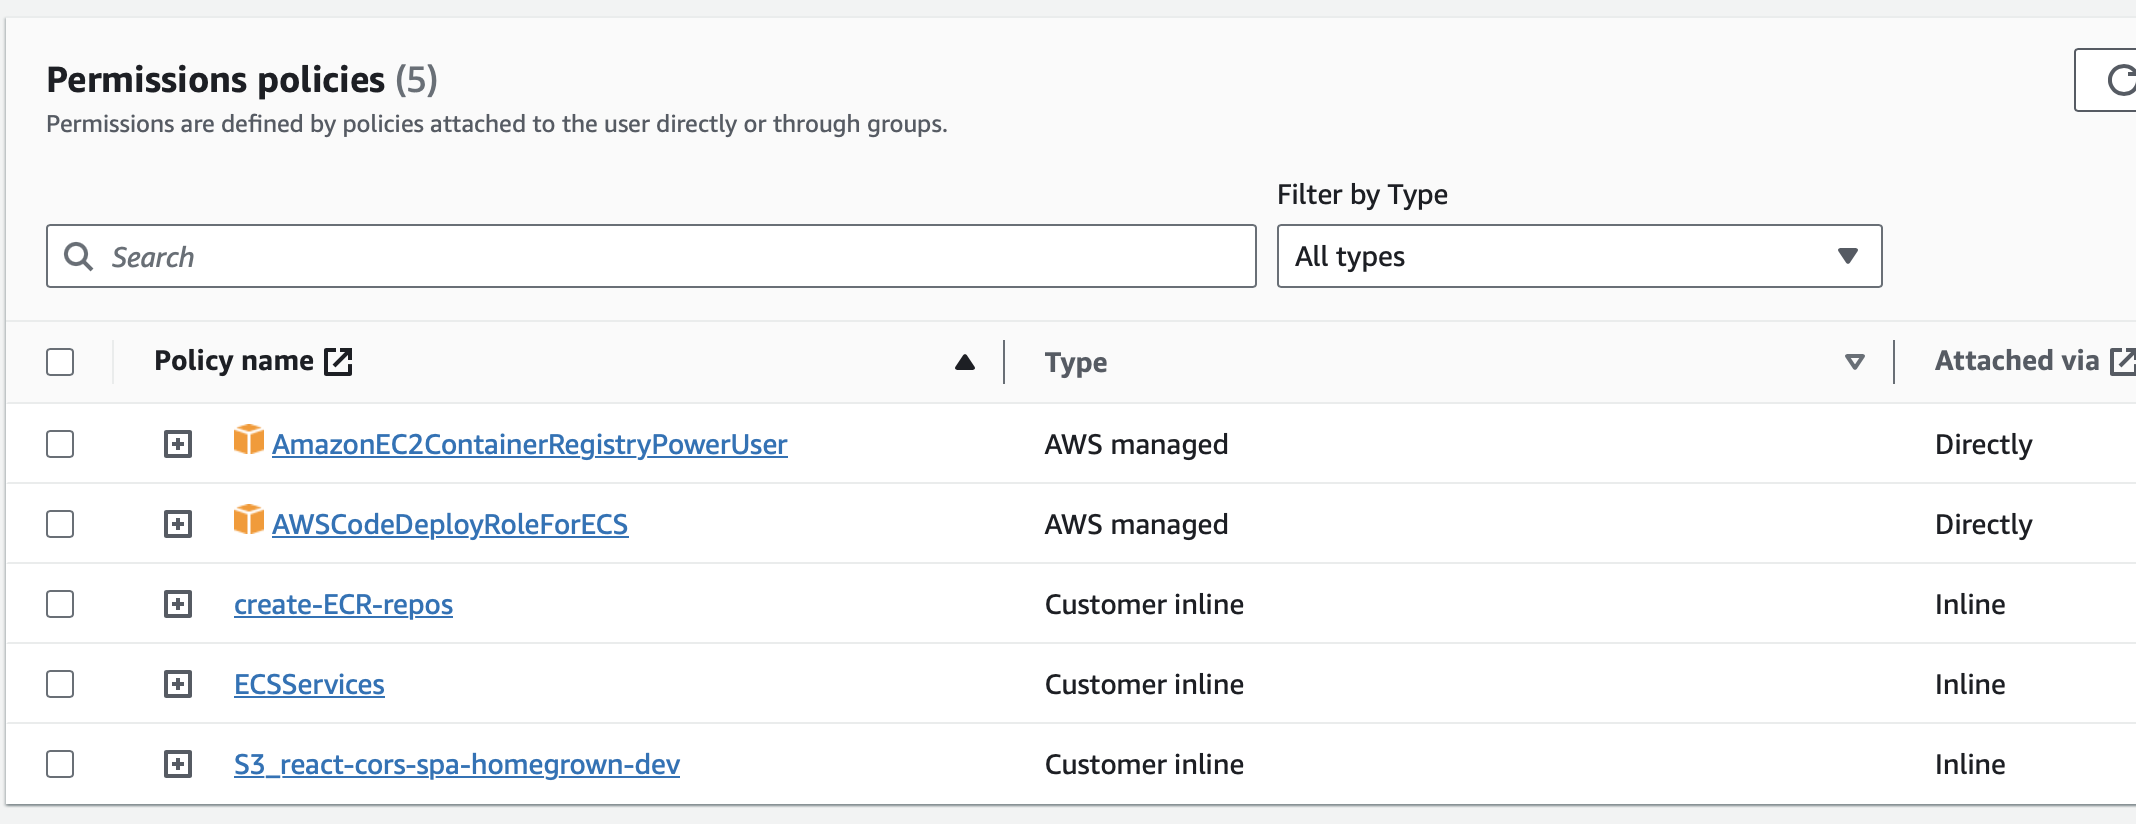 Permissions policies (5)
Permissions are defined by policies attached to the user directly or through groups.
Filter by Type
Search
All types
Policy name Type Attached via
AmazonEC2ContainerRegistryPowerUser AWS managed Directly
AWSCodeDeployRoleForECS AWS managed Directly
create-ECR-repos Customer inline Inline
ECSServices Customer inline Inline
S3_react-cors-spa-homegrown-dev Customer inline Inline